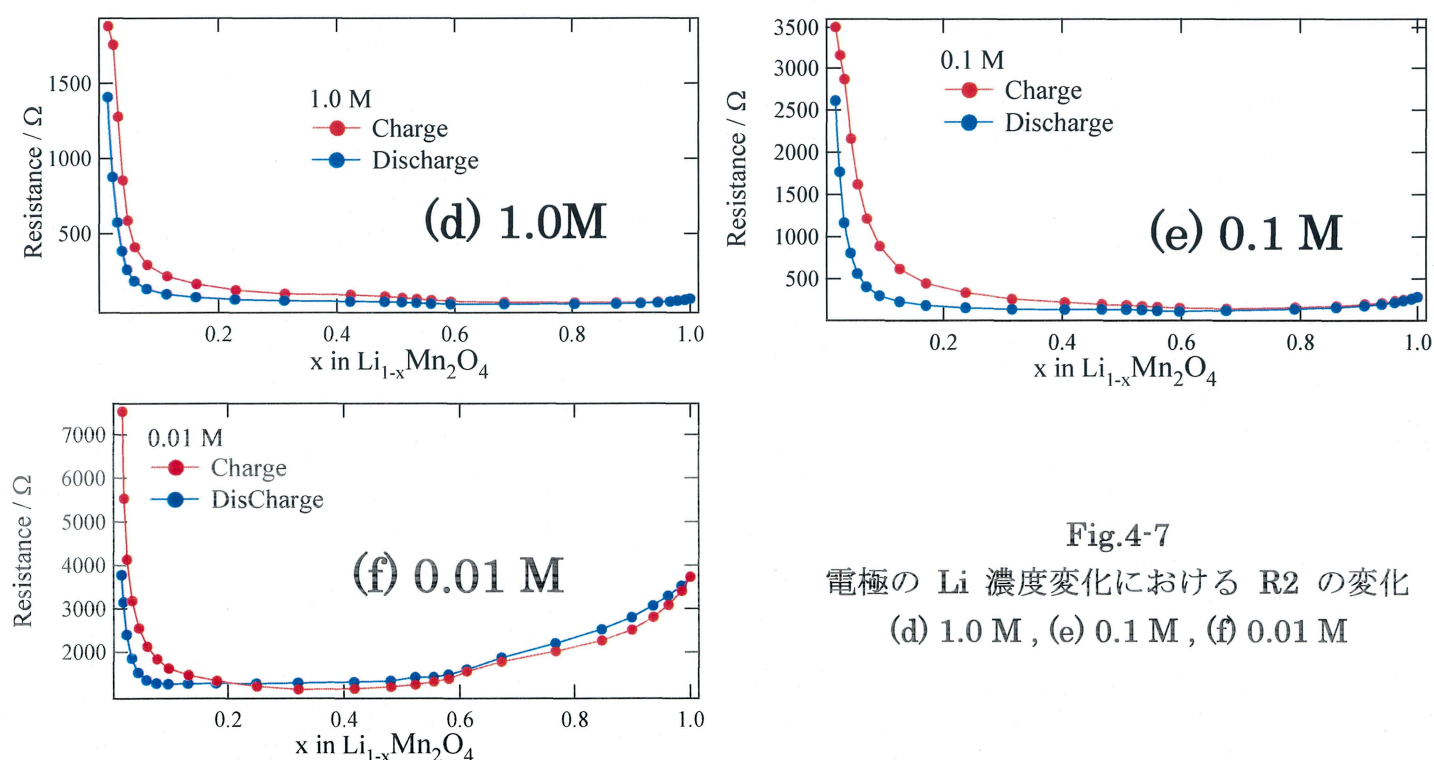 1500
1000
500
Resistance / Ω
1.0 M
Charge
Discharge
(d) 1.0M
0.2
0.4
0.6
0.8
1.0
x in Li1-xMn2O4
3500
3000
2500
2000
1500
1000
500
Resistance / Ω
0.1 M
Charge
Discharge
(e) 0.1 M
0.2
0.4
0.6
0.8
1.0
x in Li1-xMn2O4
7000
6000
5000
4000
3000
2000
Resistance / Ω
0.01 M
Charge
DisCharge
(f) 0.01 M
0.2
0.4
0.6
0.8
1.0
x in Li1-xMn2O4
Fig.4-7
電極の Li 濃度変化における R2 の変化
(d) 1.0 M , (e) 0.1 M , (f) 0.01 M